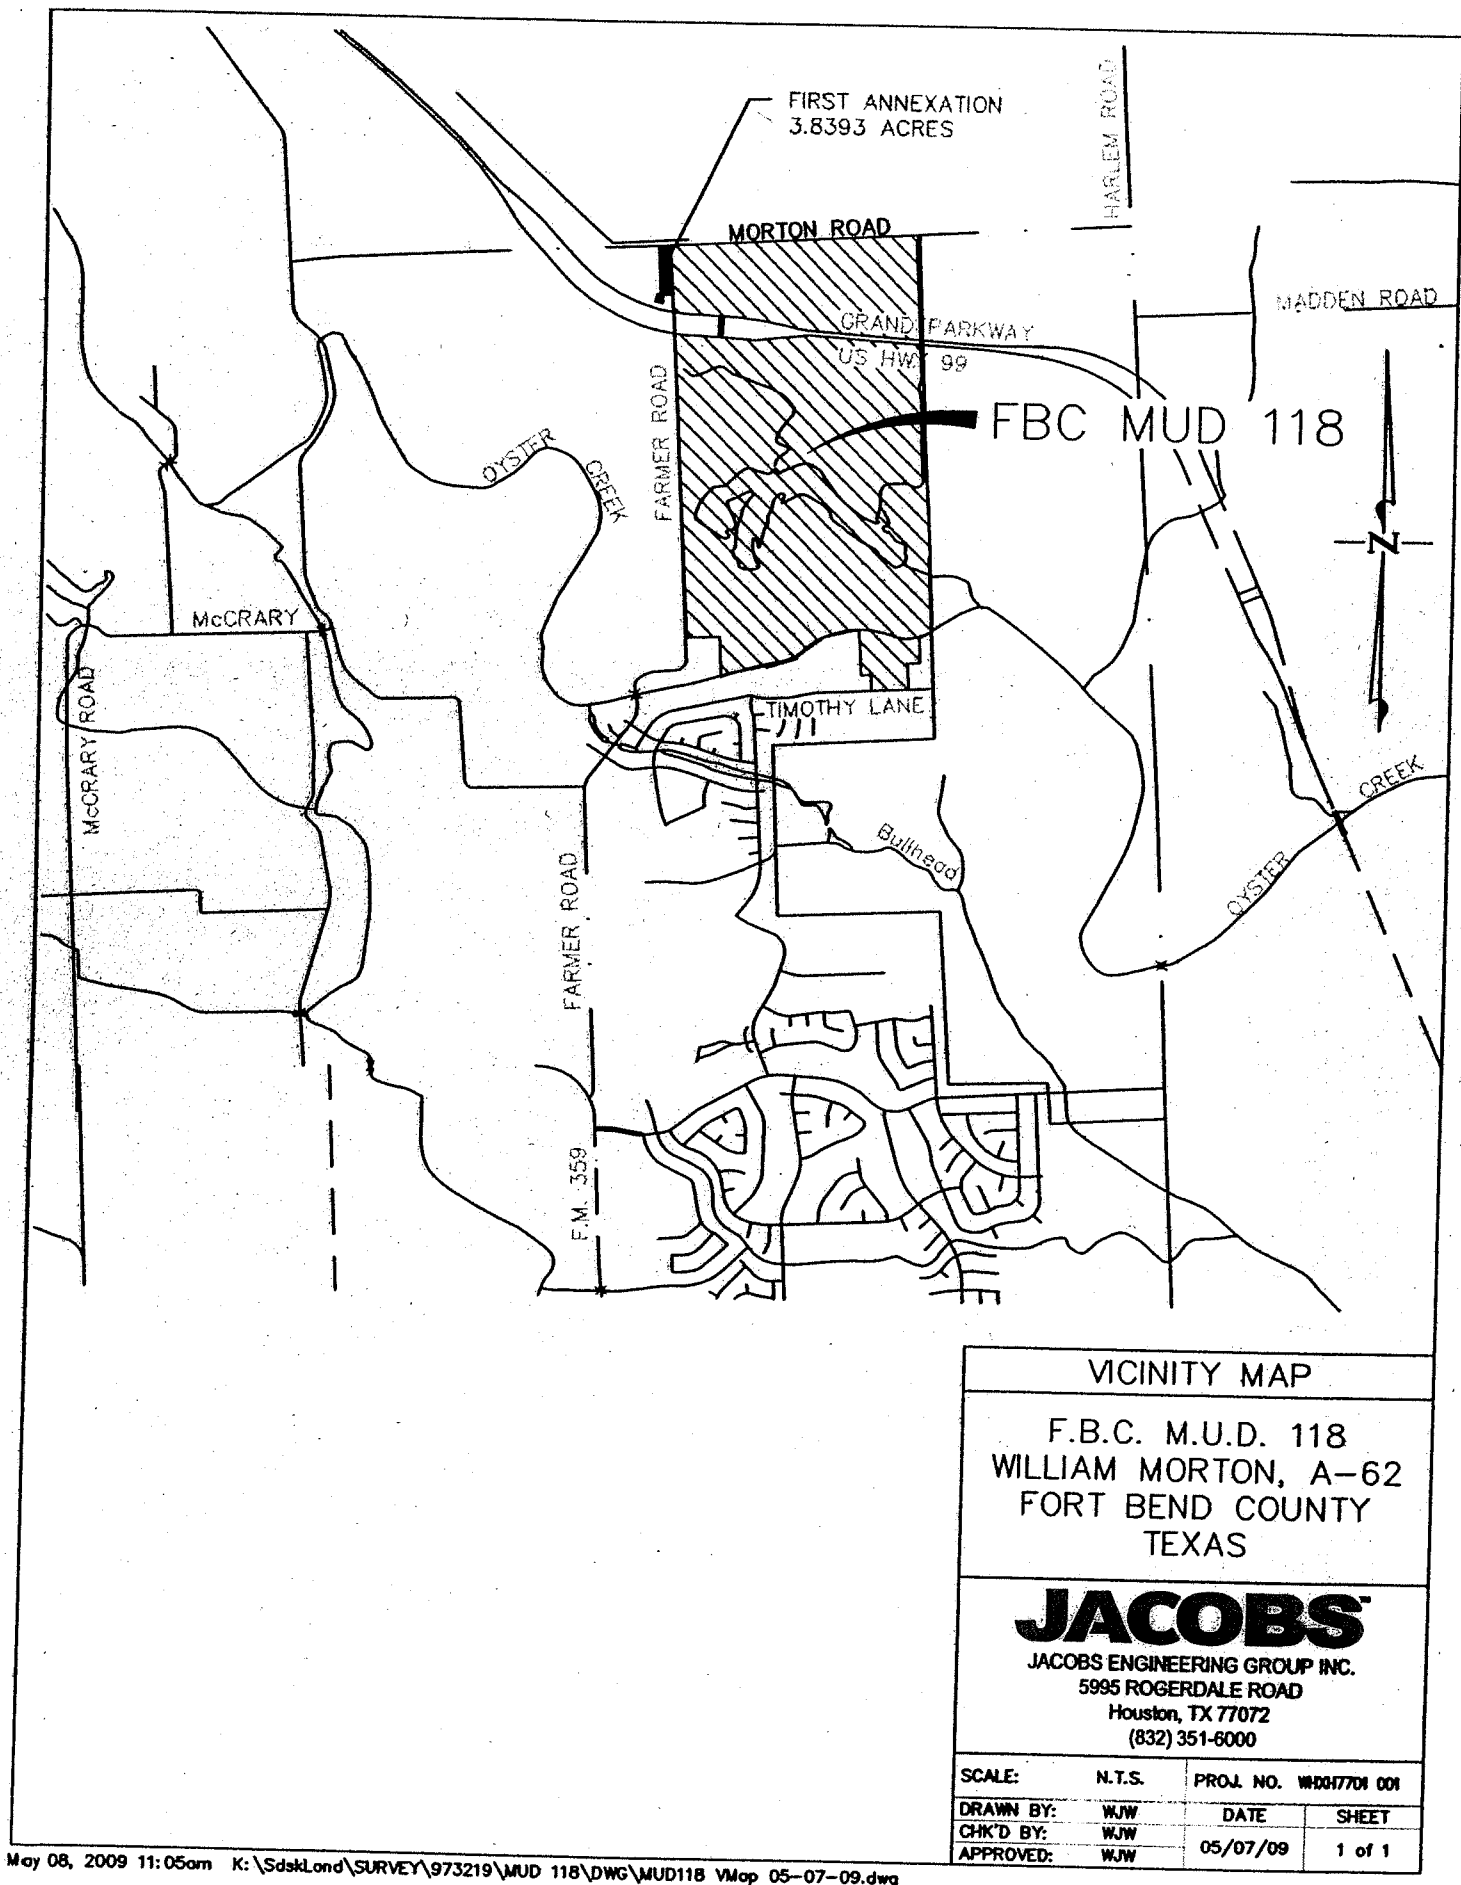 FIRST ANNEXATION
3.8393 ACRES
HARLEM ROAD
MORTON ROAD
MADDEN ROAD
GRAND PARKWAY
US HWY 99
FARMER ROAD
FBC MUD 118
OYSTER
CREEK
N
McCRARY
McCRARY ROAD
TIMOTHY LANE
CREEK
OYSTER
Bullhead
FARMER ROAD
F.M. 359
VICINITY MAP
F.B.C. M.U.D. 118
WILLIAM MORTON, A-62
FORT BEND COUNTY
TEXAS
JACOBS
JACOBS ENGINEERING GROUP INC.
5995 ROGERDALE ROAD
Houston, TX 77072
(832) 351-6000
SCALE: N.T.S. PROJ. NO. 001
DRAWN BY: WJW DATE SHEET
CHK'D BY: WJW 05/07/09 1 of 1
APPROVED: WJW
May 08, 2009 11:05am K:\SdskLand\SURVEY\973219\MUD 118\DWG\MUD118 VMap 05-07-09.dwg